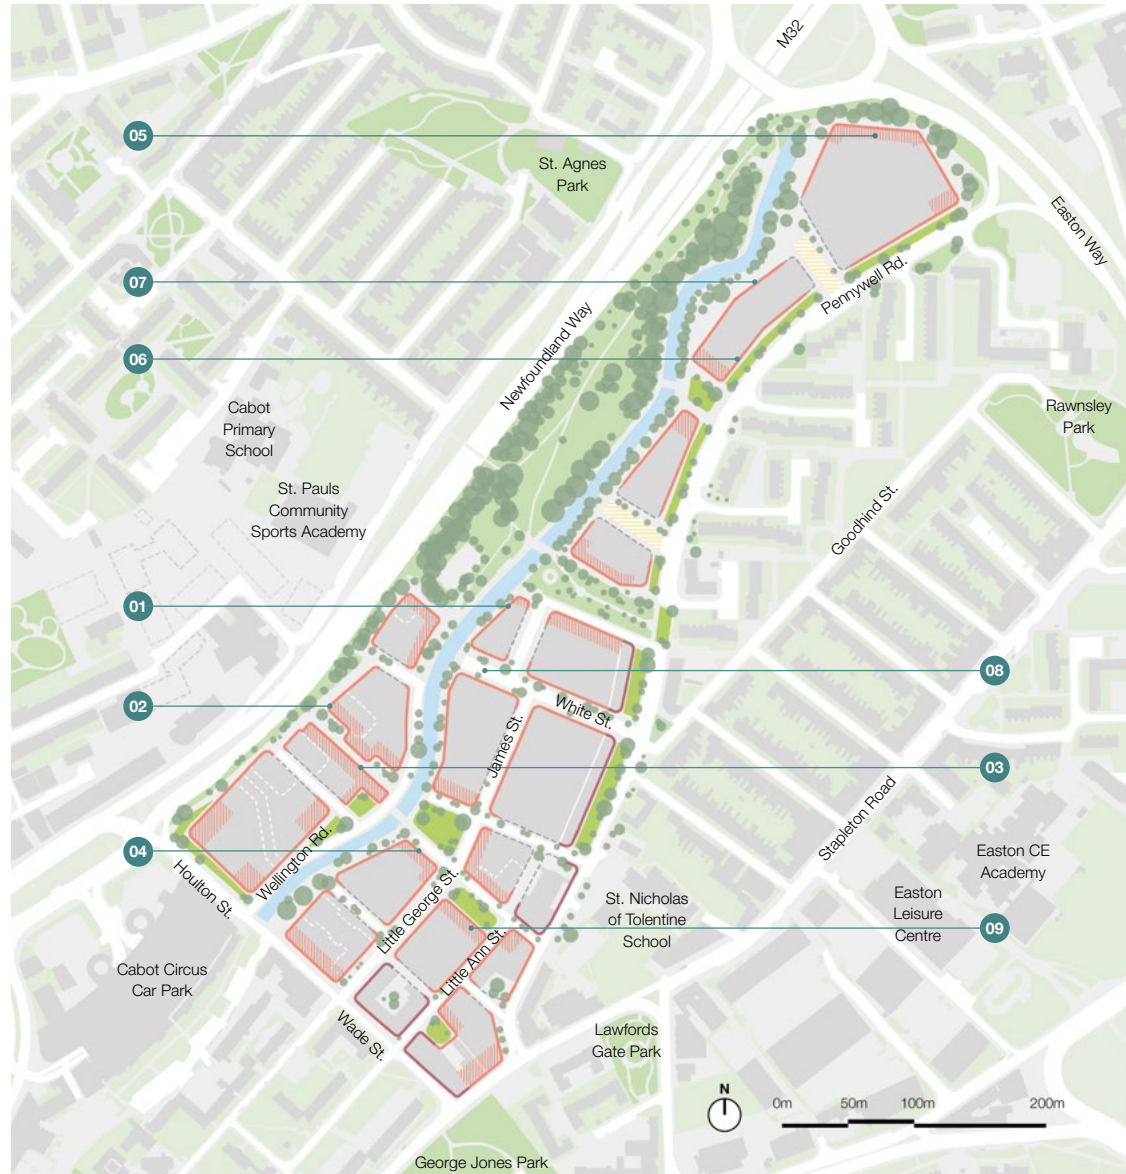 M32
05
St. Agnes
Park
Easton Way
07
Pennywell Rd.
Newfoundland Way
06
Cabot
Primary
School
Rawnsley
Park
St. Pauls
Community
Sports Academy
Goodhind St.
01
08
White St.
02
James St.
03
Stapleton Road
04
Wellington Rd.
Houlton St.
Easton CE
Academy
Little George St.
St. Nicholas
of Tolentine
School
Easton
Leisure
Centre
09
Little Ann St.
Cabot Circus
Car Park
Wade St.
Lawfords
Gate Park
N
0m 50m 100m 200m
George Jones Park